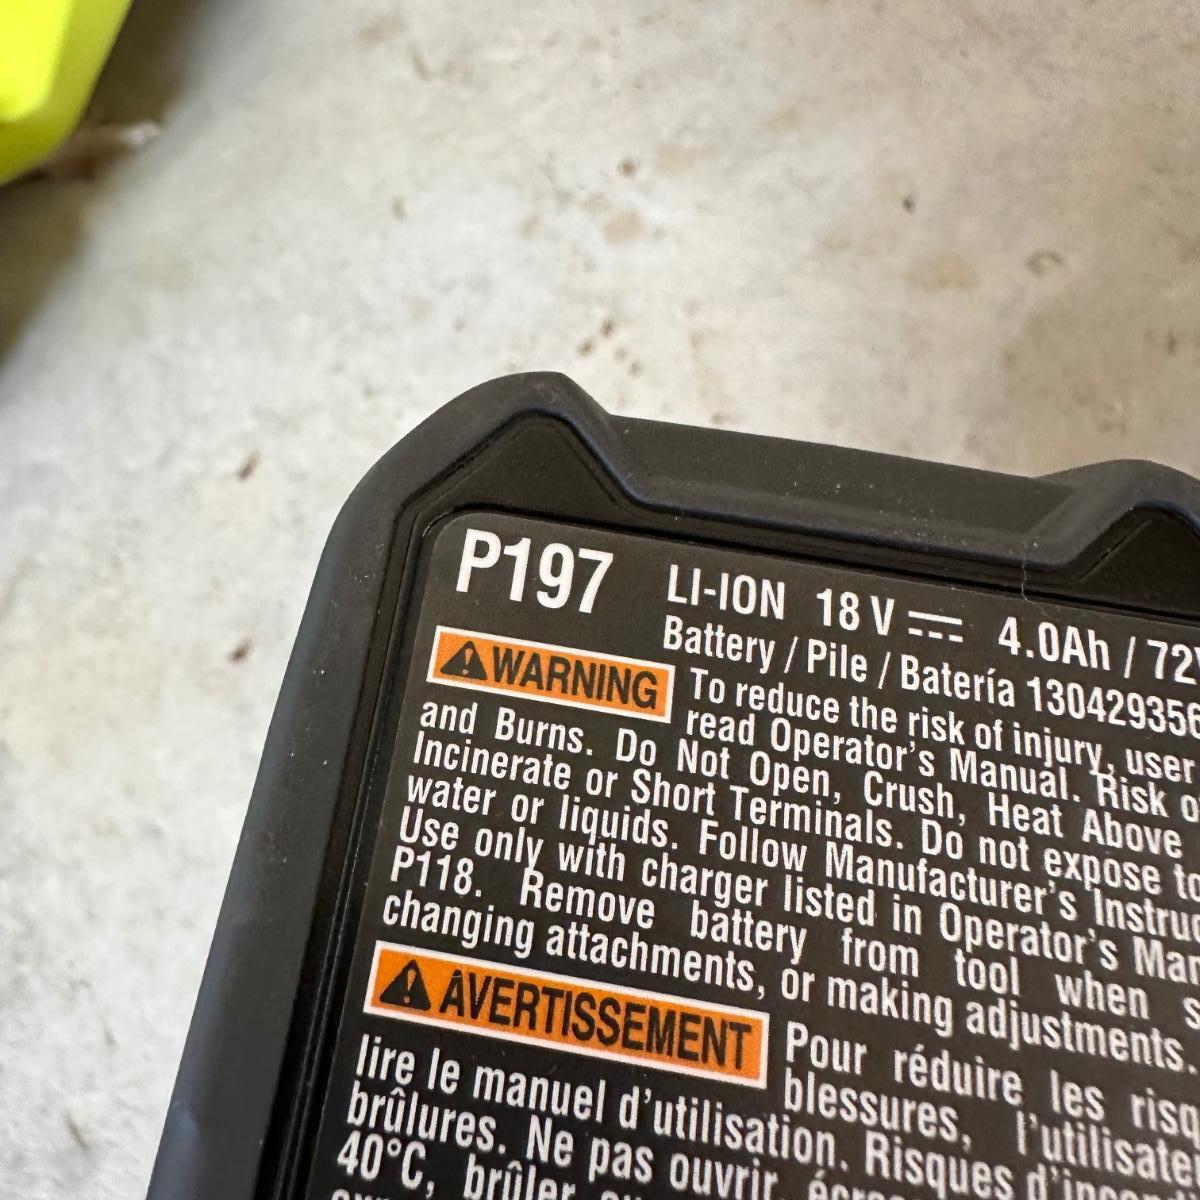 P197 LI-ION 18 V 4.0Ah / 72
Battery / Pile / Batería 13042935
WARNING To reduce the risk of injury, user
read Operator's Manual. Risk o
and Burns. Do Not Open, Crush, Heat Above
Incinerate or Short Terminals. Do not expose to
water or liquids. Follow Manufacturer's Instruc
Use only with charger listed in Operator's Man
P118. Remove battery from tool when s
changing attachments, or making adjustments.
AVERTISSEMENT Pour réduire les risq
blessures, l'utilisate
lire le manuel d'utilisation. Risques d'
brûlures. Ne pas ouvrir,
40°C, brûler